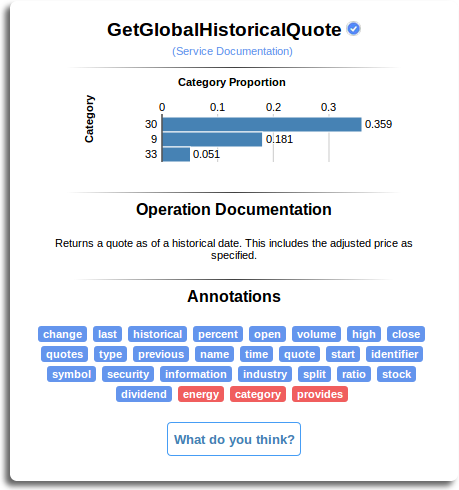 GetGlobalHistoricalQuote
(Service Documentation)
Category Proportion
0 0.1 0.2 0.3
Category
30 0.359
9 0.181
33 0.051
Operation Documentation
Returns a quote as of a historical date. This includes the adjusted price as
specified.
Annotations
change last historical percent open volume high close
quotes type previous name time quote start identifier
symbol security information industry split ratio stock
dividend energy category provides
What do you think?